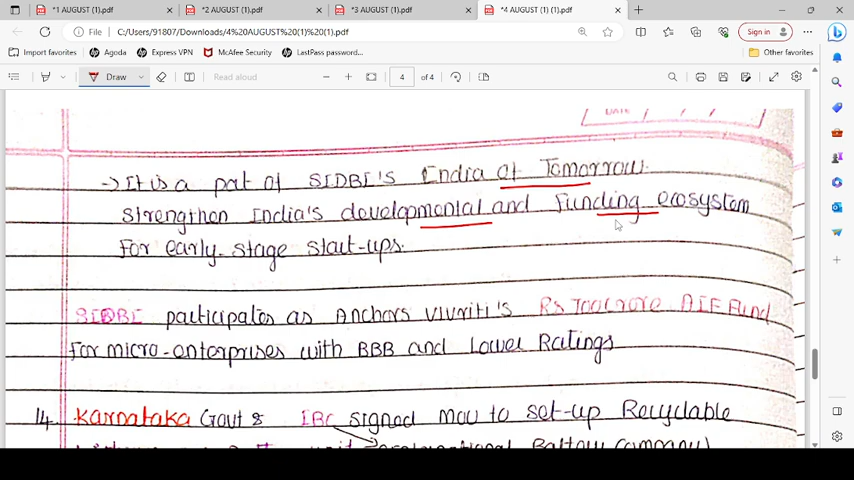 *1 AUGUST (1).pdf
*2 AUGUST (1).pdf
*3 AUGUST (1).pdf
*4 AUGUST (1) (1).pdf
File C:/Users/91807/Downloads/4%20AUGUST%20(1)%20(1).pdf
Sign in
Import favorites Agoda Express VPN McAfee Security LastPass password... Other favorites
Draw Read aloud 4 of 4
DATE
→ It is a part of SIDBI's India of Tomorrow.
strengthen India's developmental and funding ecosystem
for early-stage start-ups.
SIDBI participates as Anchors Vivriti's Rs AIF Fund
for micro-enterprises with BBB and Lower Ratings
14. Karnataka Govt & IBC signed Mou to set-up Recyclable
Battery Company)